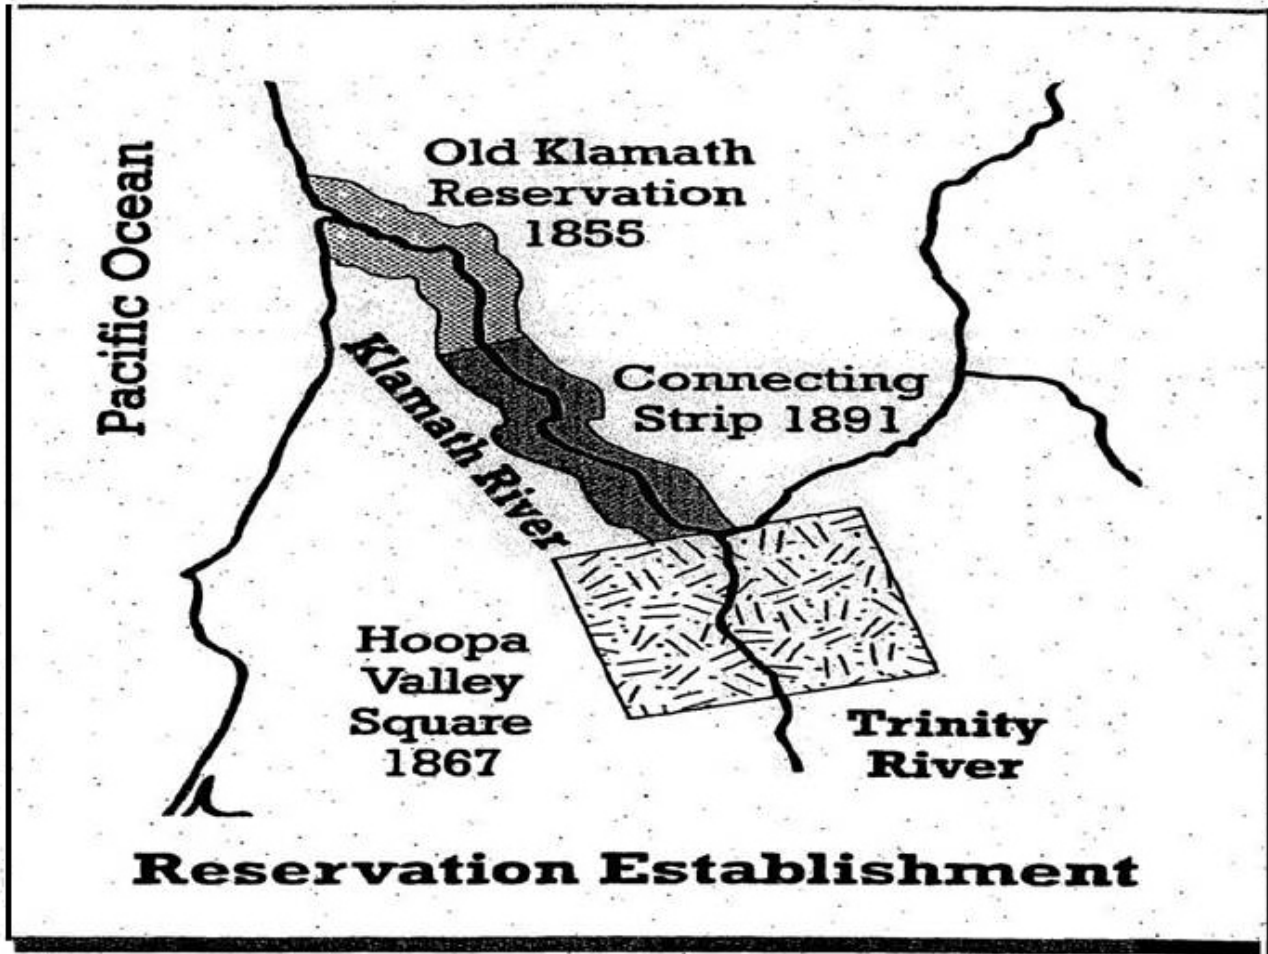 Pacific Ocean
Old Klamath
Reservation
1855
Klamath River
Connecting
Strip 1891
Hoopa
Valley
Square
1867
Trinity
River
Reservation Establishment